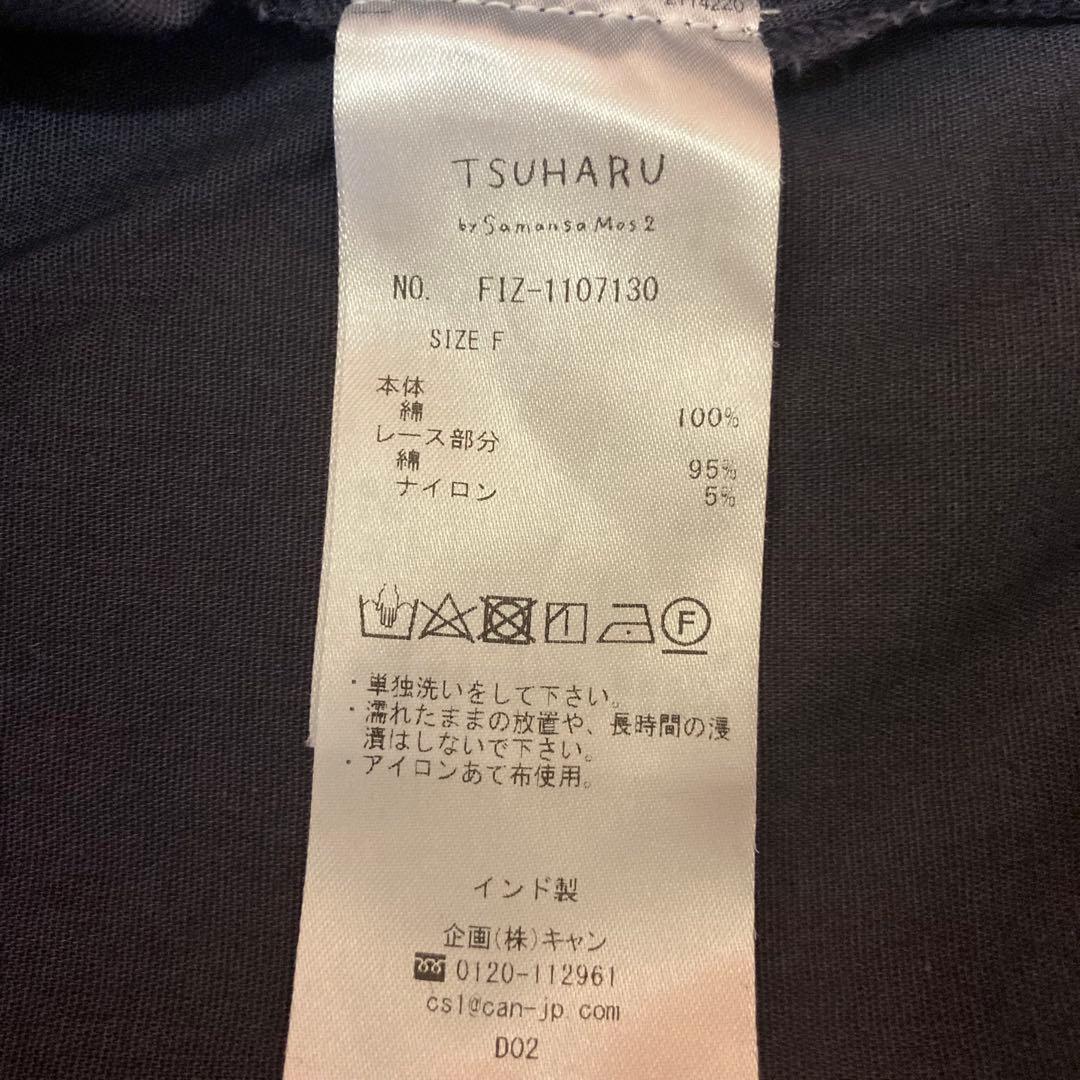 TSUHARU
by Samansa Mos2
NO. FIZ-1107130
SIZE F
本体
綿 100%
レース部分
綿 95%
ナイロン 5%
F
・単独洗いをして下さい。
・濡れたままの放置や、長時間の浸
漬はしないで下さい。
・アイロンあて布使用。
インド製
企画(株)キャン
0120-112961
cs1@can-jp.com
D02